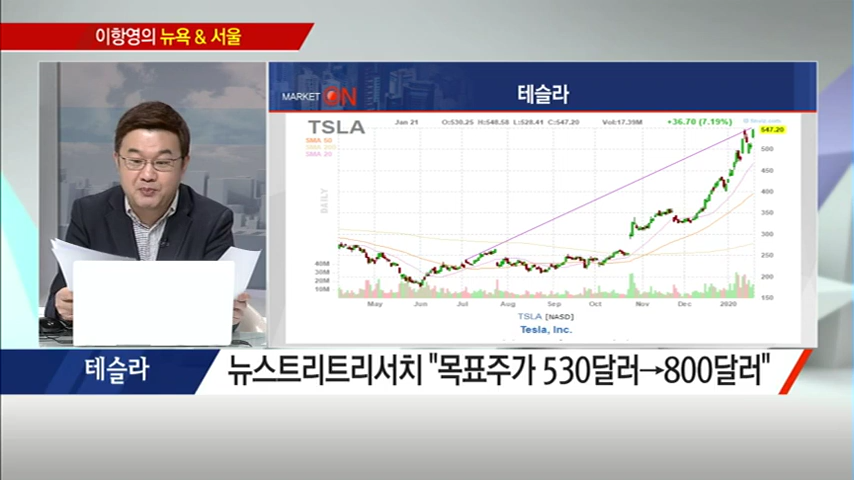 이항영의 뉴욕 & 서울
MARKET ON
테슬라
TSLA
Jan 21
O:530.25 H:548.58 L:528.41 C:547.20
Vol:17.39M
+36.70 (7.19%)
SMA 50
SMA 200
SMA 20
547.20
500
450
400
350
300
250
200
150
DAILY
40M
30M
20M
10M
May Jun Jul Aug Sep Oct Nov Dec 2020
TSLA [NASD]
Tesla, Inc.
테슬라
뉴스트리트리서치 "목표주가 530달러→800달러"